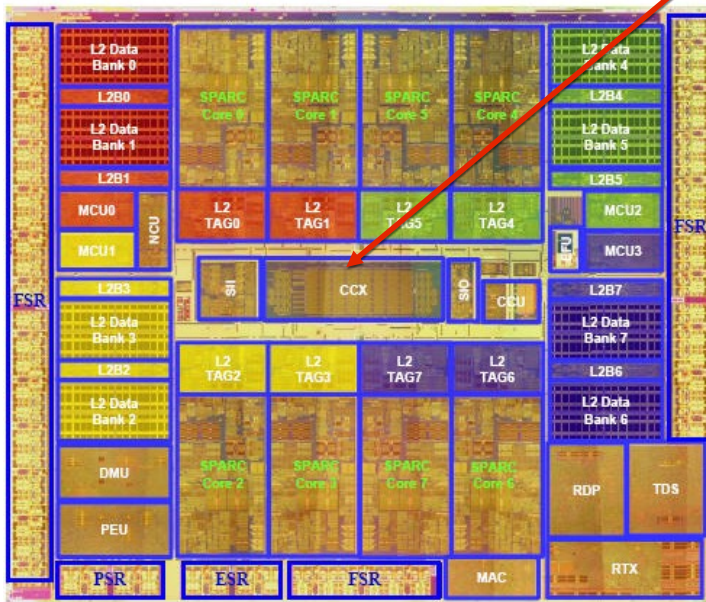 L2 Data
Bank 0
L2B0
L2 Data
Bank 1
L2B1
MCU0
MCU1
NCU
SPARC
Core 0
SPARC
Core 1
SPARC
Core 5
SPARC
Core 4
L2 Data
Bank 4
L2B4
L2 Data
Bank 5
L2B5
MCU2
EFU
MCU3
L2
TAG0
L2
TAG1
L2
TAG5
L2
TAG4
FSR
FSR
SII
CCX
SIO
CCU
L2B3
L2 Data
Bank 3
L2B2
L2 Data
Bank 2
DMU
PEU
L2
TAG2
L2
TAG3
L2
TAG7
L2
TAG6
SPARC
Core 2
SPARC
Core 3
SPARC
Core 7
SPARC
Core 6
L2B7
L2 Data
Bank 7
L2B6
L2 Data
Bank 6
RDP
TDS
RTX
PSR
ESR
FSR
MAC